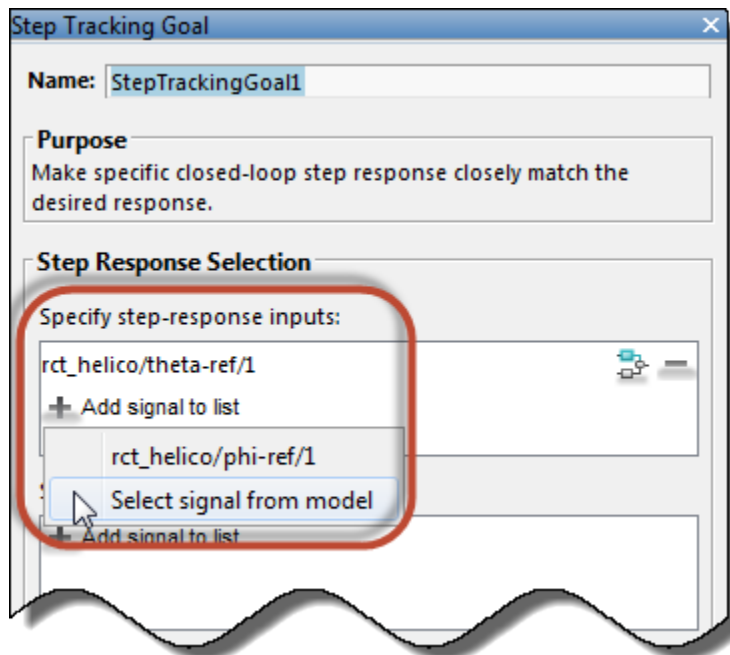 Step Tracking Goal
Name: StepTrackingGoal1
Purpose
Make specific closed-loop step response closely match the
desired response.
Step Response Selection
Specify step-response inputs:
rct_helico/theta-ref/1
Add signal to list
rct_helico/phi-ref/1
Select signal from model
Add signal to list